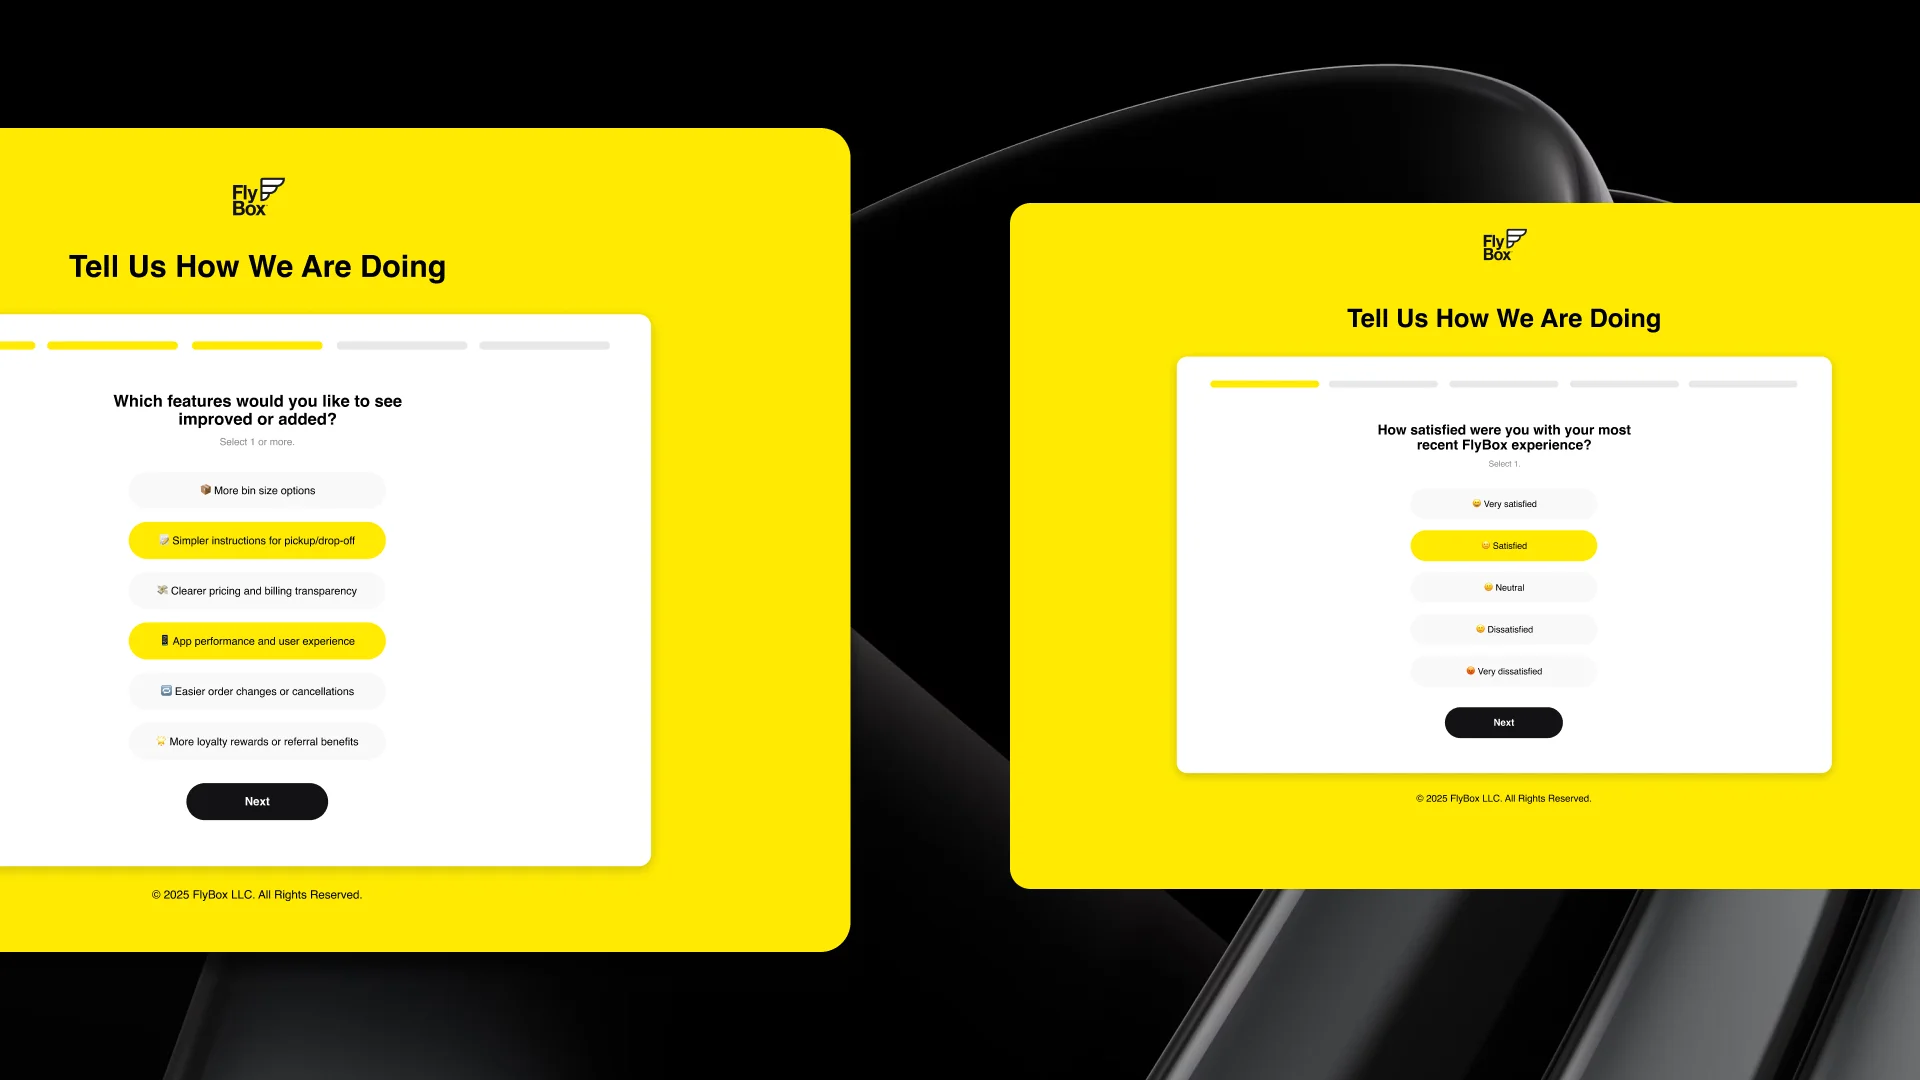 Fly
Box
Tell Us How We Are Doing
Which features would you like to see
improved or added?
Select 1 or more.
📦 More bin size options
📝 Simpler instructions for pickup/drop-off
💸 Clearer pricing and billing transparency
📱 App performance and user experience
🔁 Easier order changes or cancellations
🌟 More loyalty rewards or referral benefits
Next
© 2025 FlyBox LLC. All Rights Reserved.
Fly
Box
Tell Us How We Are Doing
How satisfied were you with your most
recent FlyBox experience?
Select 1.
Very satisfied
Satisfied
Neutral
Dissatisfied
Very dissatisfied
Next
© 2025 FlyBox LLC. All Rights Reserved.